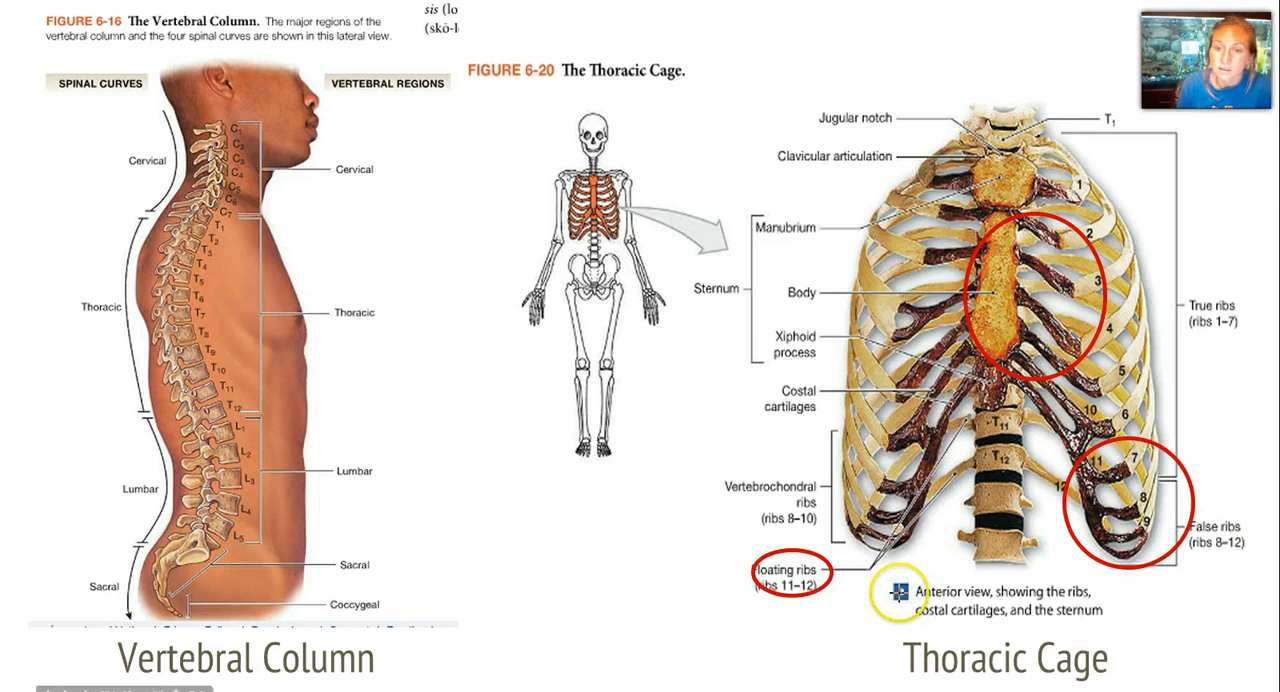 FIGURE 6-16 The Vertebral Column. The major regions of the
vertebral column and the four spinal curves are shown in this lateral view.
sis (lo
SPINAL CURVES
VERTEBRAL REGIONS
Cervical
Thoracic
Lumbar
Sacral
C1
C2
C3
C4
C5
C6
C7
T1
T2
T3
T4
T5
T6
T7
T8
T9
T10
T11
T12
L1
L2
L3
L4
L5
Cervical
Thoracic
Lumbar
Sacral
Coccygeal
Vertebral Column
FIGURE 6-20 The Thoracic Cage.
Jugular notch
Clavicular articulation
Manubrium
Sternum
Body
Xiphoid
process
Costal
cartilages
Vertebrochondral
ribs
(ribs 8–10)
Floating ribs
(ribs 11–12)
T1
1
2
3
4
5
10
6
11
7
12
8
9
T11
T12
True ribs
(ribs 1–7)
False ribs
(ribs 8–12)
Anterior view, showing the ribs,
costal cartilages, and the sternum
Thoracic Cage